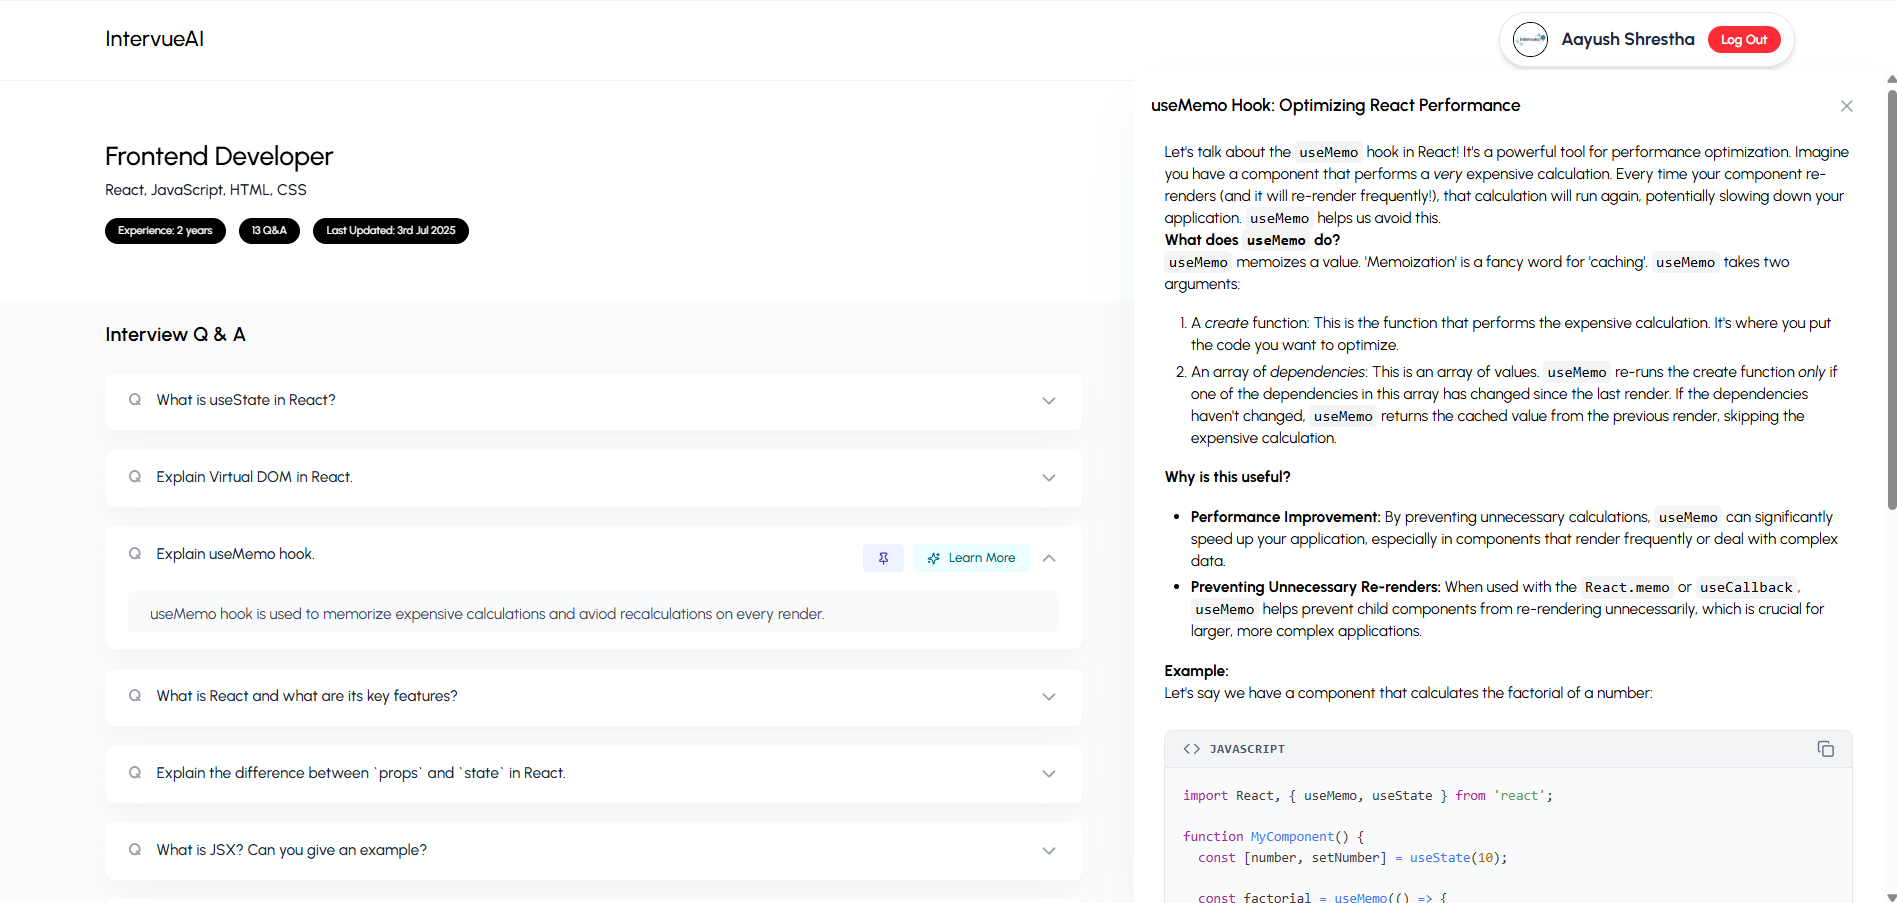 IntervueAI
Aayush Shrestha
Log Out
Frontend Developer
React, JavaScript, HTML, CSS
Experience: 2 years
13 Q&A
Last Updated: 3rd Jul 2025
Interview Q & A
Q What is useState in React?
Q Explain Virtual DOM in React.
Q Explain useMemo hook.
Learn More
useMemo hook is used to memorize expensive calculations and aviod recalculations on every render.
Q What is React and what are its key features?
Q Explain the difference between `props` and `state` in React.
Q What is JSX? Can you give an example?
useMemo Hook: Optimizing React Performance
Let's talk about the useMemo hook in React! It's a powerful tool for performance optimization. Imagine
you have a component that performs a very expensive calculation. Every time your component re-
renders (and it will re-render frequently!), that calculation will run again, potentially slowing down your
application. useMemo helps us avoid this.
What does useMemo do?
useMemo memoizes a value. 'Memoization' is a fancy word for 'caching'. useMemo takes two
arguments:
1. A create function: This is the function that performs the expensive calculation. It's where you put
the code you want to optimize.
2. An array of dependencies: This is an array of values. useMemo re-runs the create function only if
one of the dependencies in this array has changed since the last render. If the dependencies
haven't changed, useMemo returns the cached value from the previous render, skipping the
expensive calculation.
Why is this useful?
• Performance Improvement: By preventing unnecessary calculations, useMemo can significantly
speed up your application, especially in components that render frequently or deal with complex
data.
• Preventing Unnecessary Re-renders: When used with the React.memo or useCallback,
useMemo helps prevent child components from re-rendering unnecessarily, which is crucial for
larger, more complex applications.
Example:
Let's say we have a component that calculates the factorial of a number:
<> JAVASCRIPT
import React, { useMemo, useState } from 'react';
function MyComponent() {
const [number, setNumber] = useState(10);
const factorial = useMemo(() => {